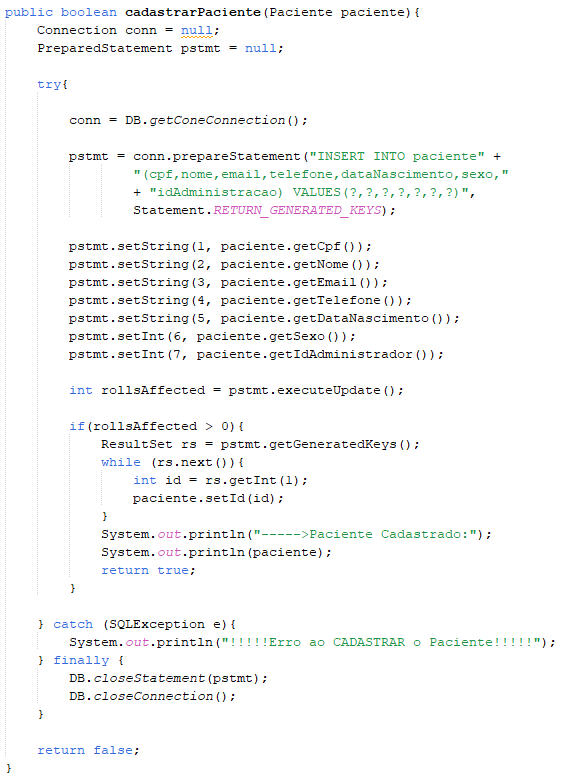 public boolean cadastrarPaciente(Paciente paciente){
    Connection conn = null;
    PreparedStatement pstmt = null;

    try{

        conn = DB.getConeConnection();

        pstmt = conn.prepareStatement("INSERT INTO paciente" +
                "(cpf,nome,email,telefone,dataNascimento,sexo,"
                + "idAdministracao) VALUES(?,?,?,?,?,?,?)",
                Statement.RETURN_GENERATED_KEYS);

        pstmt.setString(1, paciente.getCpf());
        pstmt.setString(2, paciente.getNome());
        pstmt.setString(3, paciente.getEmail());
        pstmt.setString(4, paciente.getTelefone());
        pstmt.setString(5, paciente.getDataNascimento());
        pstmt.setInt(6, paciente.getSexo());
        pstmt.setInt(7, paciente.getIdAdministrador());

        int rollsAffected = pstmt.executeUpdate();

        if(rollsAffected > 0){
            ResultSet rs = pstmt.getGeneratedKeys();
            while (rs.next()){
                int id = rs.getInt(1);
                paciente.setId(id);
            }
            System.out.println("----->Paciente Cadastrado:");
            System.out.println(paciente);
            return true;
        }

    } catch (SQLException e){
        System.out.println("!!!!!Erro ao CADASTRAR o Paciente!!!!!");
    } finally {
        DB.closeStatement(pstmt);
        DB.closeConnection();
    }

    return false;
}